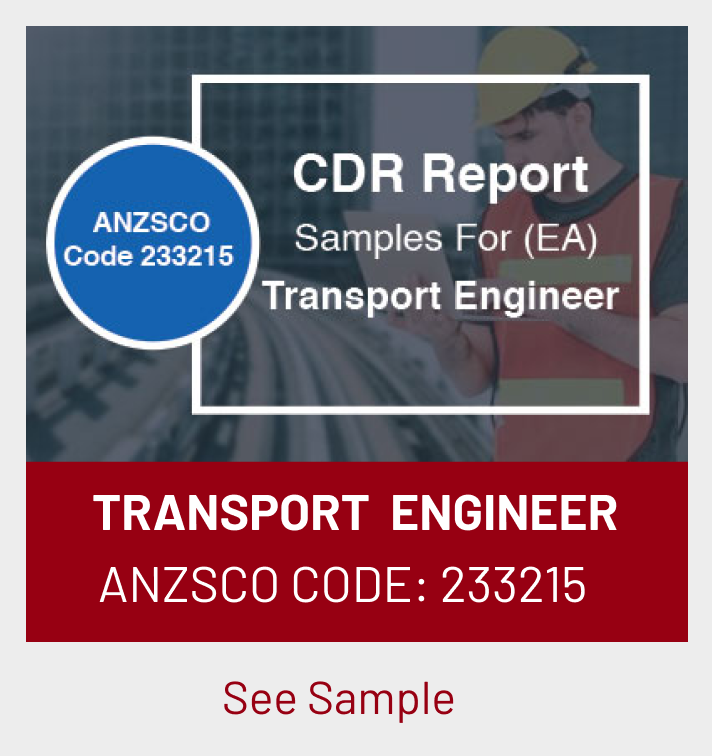 ANZSCO
Code 233215
CDR Report
Samples For (EA)
Transport Engineer
TRANSPORT ENGINEER
ANZSCO CODE: 233215
See Sample